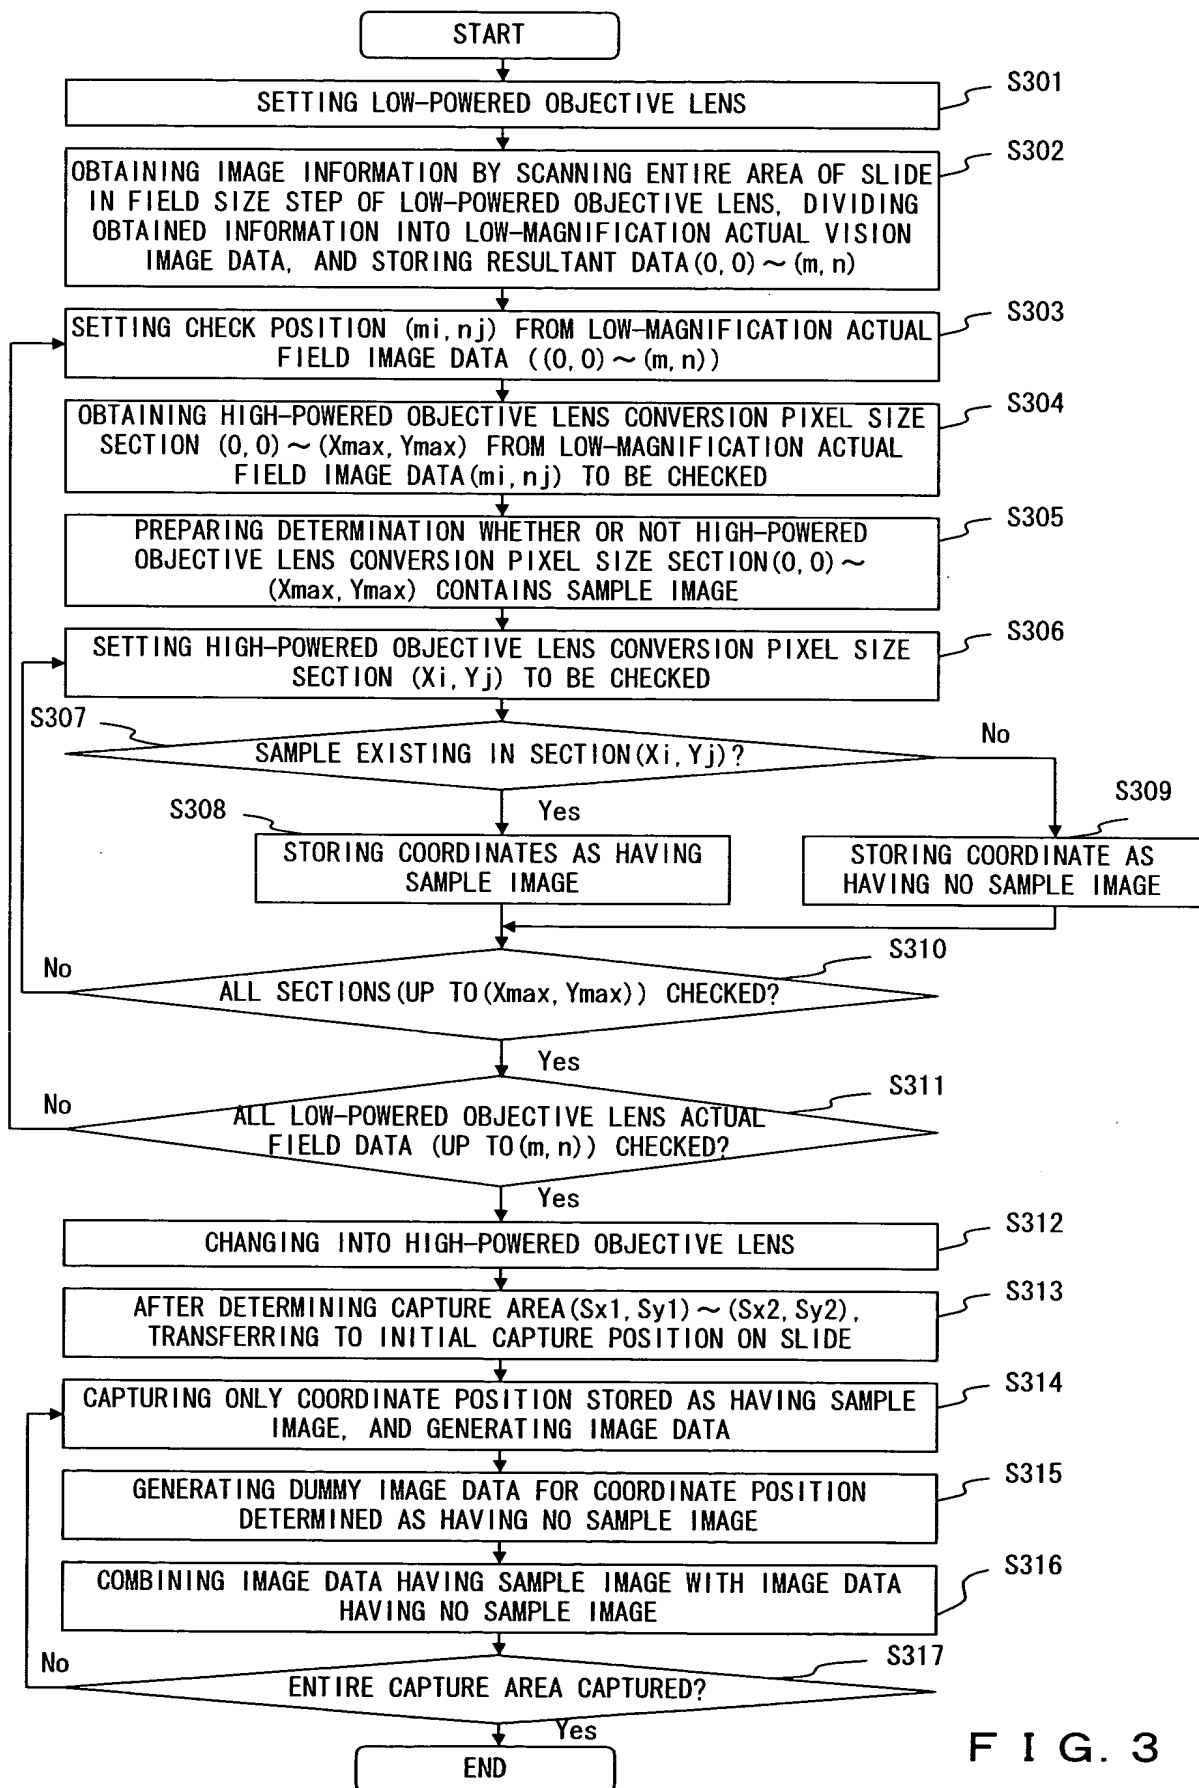 START
S301
SETTING LOW-POWERED OBJECTIVE LENS
S302
OBTAINING IMAGE INFORMATION BY SCANNING ENTIRE AREA OF SLIDE
IN FIELD SIZE STEP OF LOW-POWERED OBJECTIVE LENS, DIVIDING
OBTAINED INFORMATION INTO LOW-MAGNIFICATION ACTUAL VISION
IMAGE DATA, AND STORING RESULTANT DATA(0,0)~(m,n)
S303
SETTING CHECK POSITION (mi,nj) FROM LOW-MAGNIFICATION ACTUAL
FIELD IMAGE DATA ((0,0)~(m,n))
S304
OBTAINING HIGH-POWERED OBJECTIVE LENS CONVERSION PIXEL SIZE
SECTION (0,0)~(Xmax,Ymax) FROM LOW-MAGNIFICATION ACTUAL
FIELD IMAGE DATA(mi,nj) TO BE CHECKED
S305
PREPARING DETERMINATION WHETHER OR NOT HIGH-POWERED
OBJECTIVE LENS CONVERSION PIXEL SIZE SECTION(0,0)~
(Xmax,Ymax) CONTAINS SAMPLE IMAGE
S306
SETTING HIGH-POWERED OBJECTIVE LENS CONVERSION PIXEL SIZE
SECTION (Xi,Yj) TO BE CHECKED
S307
SAMPLE EXISTING IN SECTION(Xi,Yj)?
No
Yes
S308
STORING COORDINATES AS HAVING
SAMPLE IMAGE
S309
STORING COORDINATE AS
HAVING NO SAMPLE IMAGE
S310
No
ALL SECTIONS(UP TO(Xmax,Ymax)) CHECKED?
Yes
S311
No
ALL LOW-POWERED OBJECTIVE LENS ACTUAL
FIELD DATA (UP TO(m,n)) CHECKED?
Yes
S312
CHANGING INTO HIGH-POWERED OBJECTIVE LENS
S313
AFTER DETERMINING CAPTURE AREA(Sx1,Sy1)~(Sx2,Sy2),
TRANSFERRING TO INITIAL CAPTURE POSITION ON SLIDE
S314
CAPTURING ONLY COORDINATE POSITION STORED AS HAVING SAMPLE
IMAGE, AND GENERATING IMAGE DATA
S315
GENERATING DUMMY IMAGE DATA FOR COORDINATE POSITION
DETERMINED AS HAVING NO SAMPLE IMAGE
S316
COMBINING IMAGE DATA HAVING SAMPLE IMAGE WITH IMAGE DATA
HAVING NO SAMPLE IMAGE
S317
No
ENTIRE CAPTURE AREA CAPTURED?
Yes
END
FIG. 3